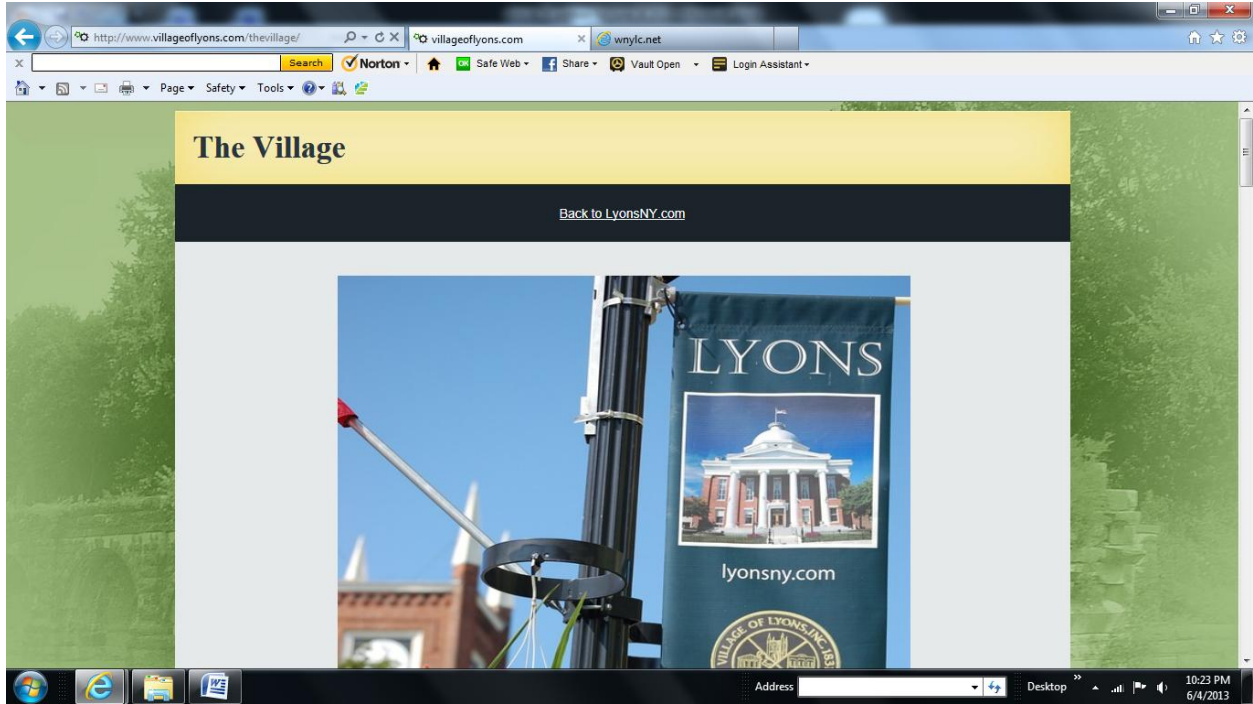 http://www.villageoflyons.com/thevillage/
villageoflyons.com
wnylc.net
Search
Norton
OK
Safe Web
Share
Vault Open
Login Assistant
Page
Safety
Tools
The Village
Back to LyonsNY.com
LYONS
lyonsny.com
VILLAGE OF LYONS, INC.
Address
Desktop
10:23 PM
6/4/2013